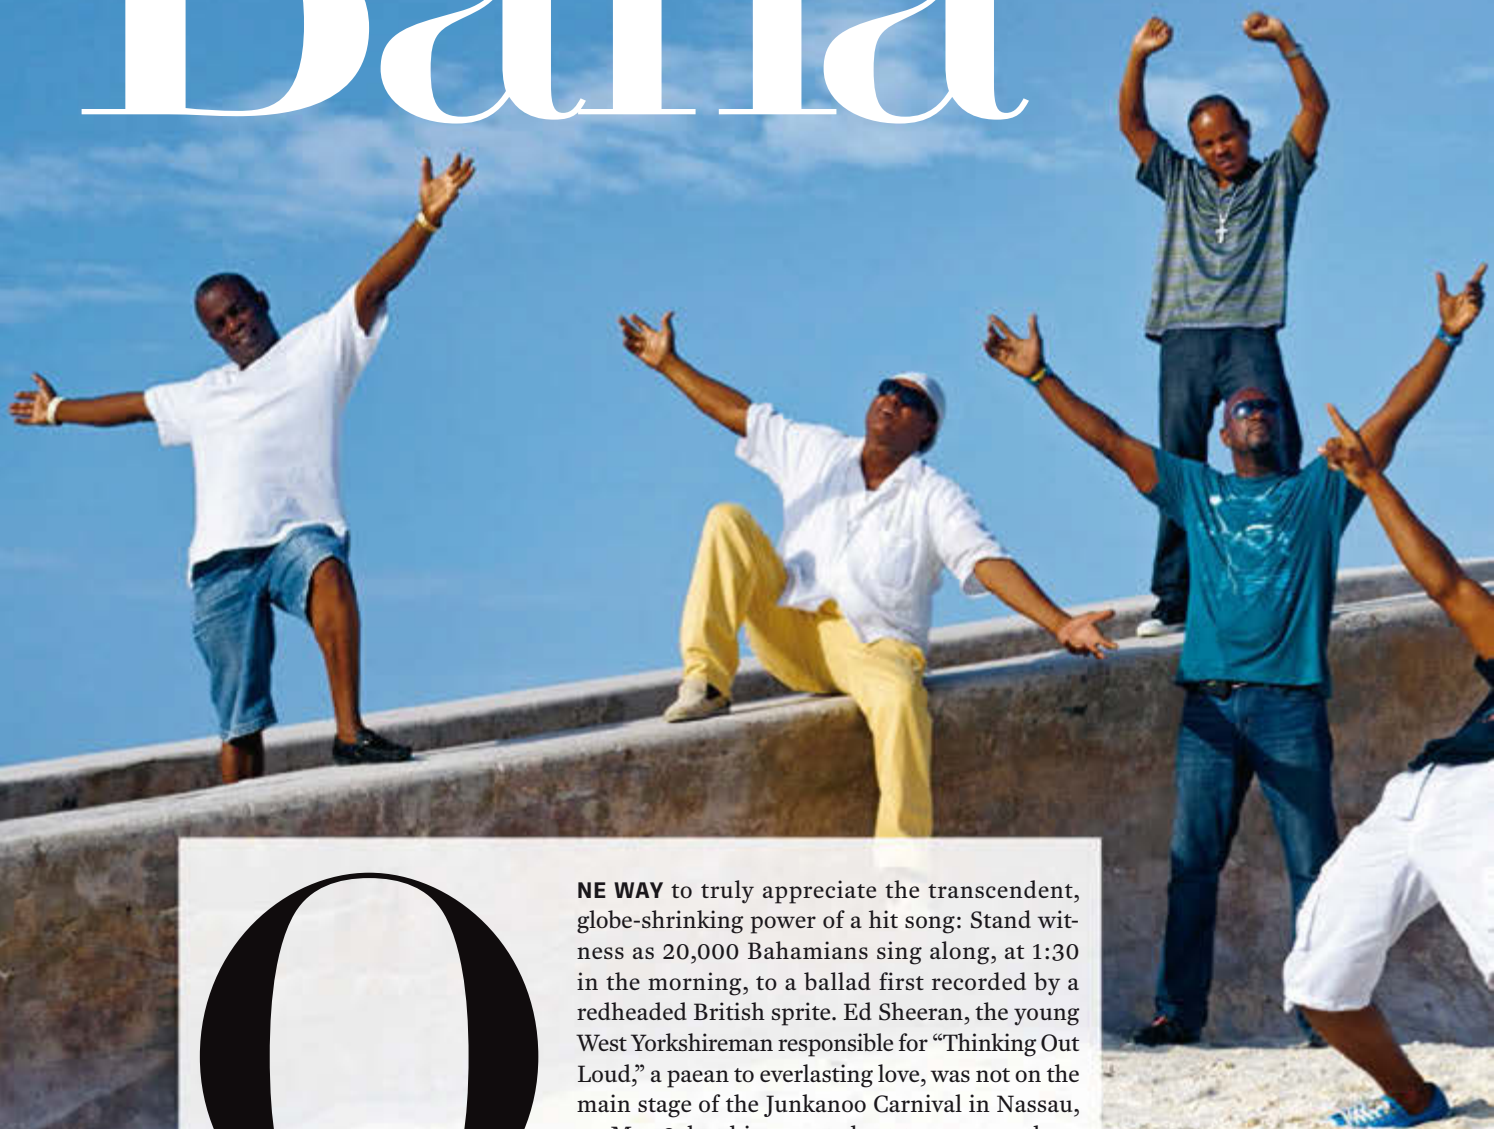 Baha
ONE WAY to truly appreciate the transcendent,
globe-shrinking power of a hit song: Stand wit-
ness as 20,000 Bahamians sing along, at 1:30
in the morning, to a ballad first recorded by a
redheaded British sprite. Ed Sheeran, the young
West Yorkshireman responsible for “Thinking Out
Loud,” a paean to everlasting love, was not on the
main stage of the Junkanoo Carnival in Nassau,